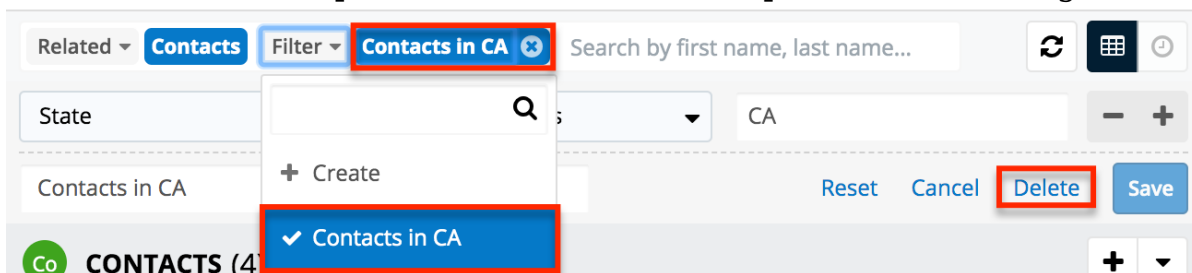 Related Contacts Filter Contacts in CA Search by first name, last name...
State CA
+ Create
Contacts in CA Reset Cancel Delete Save
Contacts in CA
Co CONTACTS (4)